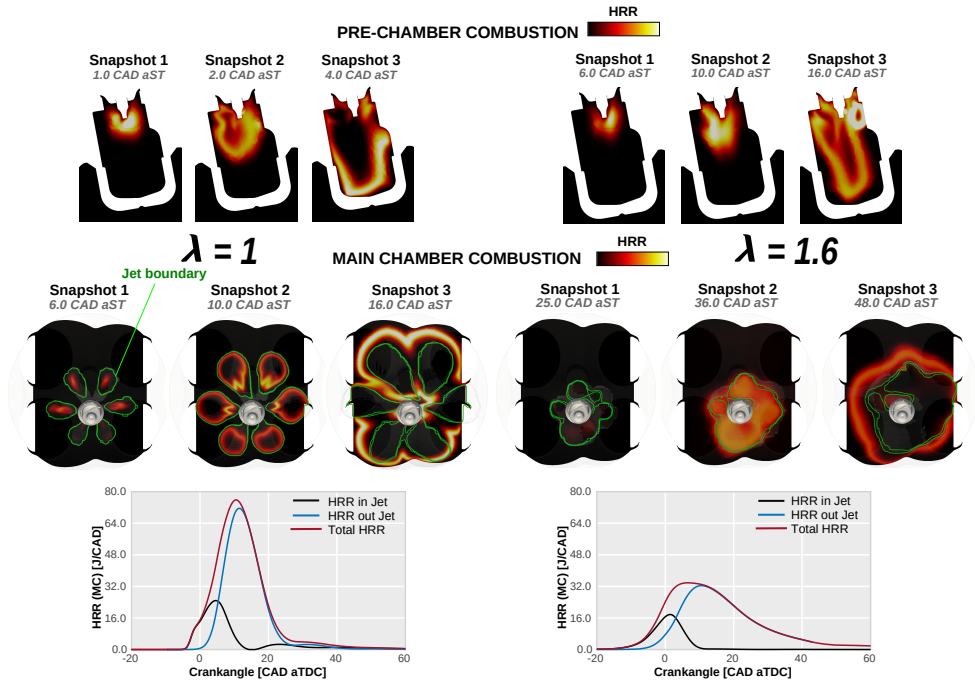 HRR
PRE-CHAMBER COMBUSTION
Snapshot 1
1.0 CAD aST
Snapshot 2
2.0 CAD aST
Snapshot 3
4.0 CAD aST
Snapshot 1
6.0 CAD aST
Snapshot 2
10.0 CAD aST
Snapshot 3
16.0 CAD aST
λ = 1
HRR
MAIN CHAMBER COMBUSTION
λ = 1.6
Jet boundary
Snapshot 1
6.0 CAD aST
Snapshot 2
10.0 CAD aST
Snapshot 3
16.0 CAD aST
Snapshot 1
25.0 CAD aST
Snapshot 2
36.0 CAD aST
Snapshot 3
48.0 CAD aST
HRR (MC) [J/CAD]
80.0
64.0
48.0
32.0
16.0
0.0
HRR in Jet
HRR out Jet
Total HRR
-20 0 20 40 60
Crankangle [CAD aTDC]
HRR (MC) [J/CAD]
80.0
64.0
48.0
32.0
16.0
0.0
HRR in Jet
HRR out Jet
Total HRR
-20 0 20 40 60
Crankangle [CAD aTDC]